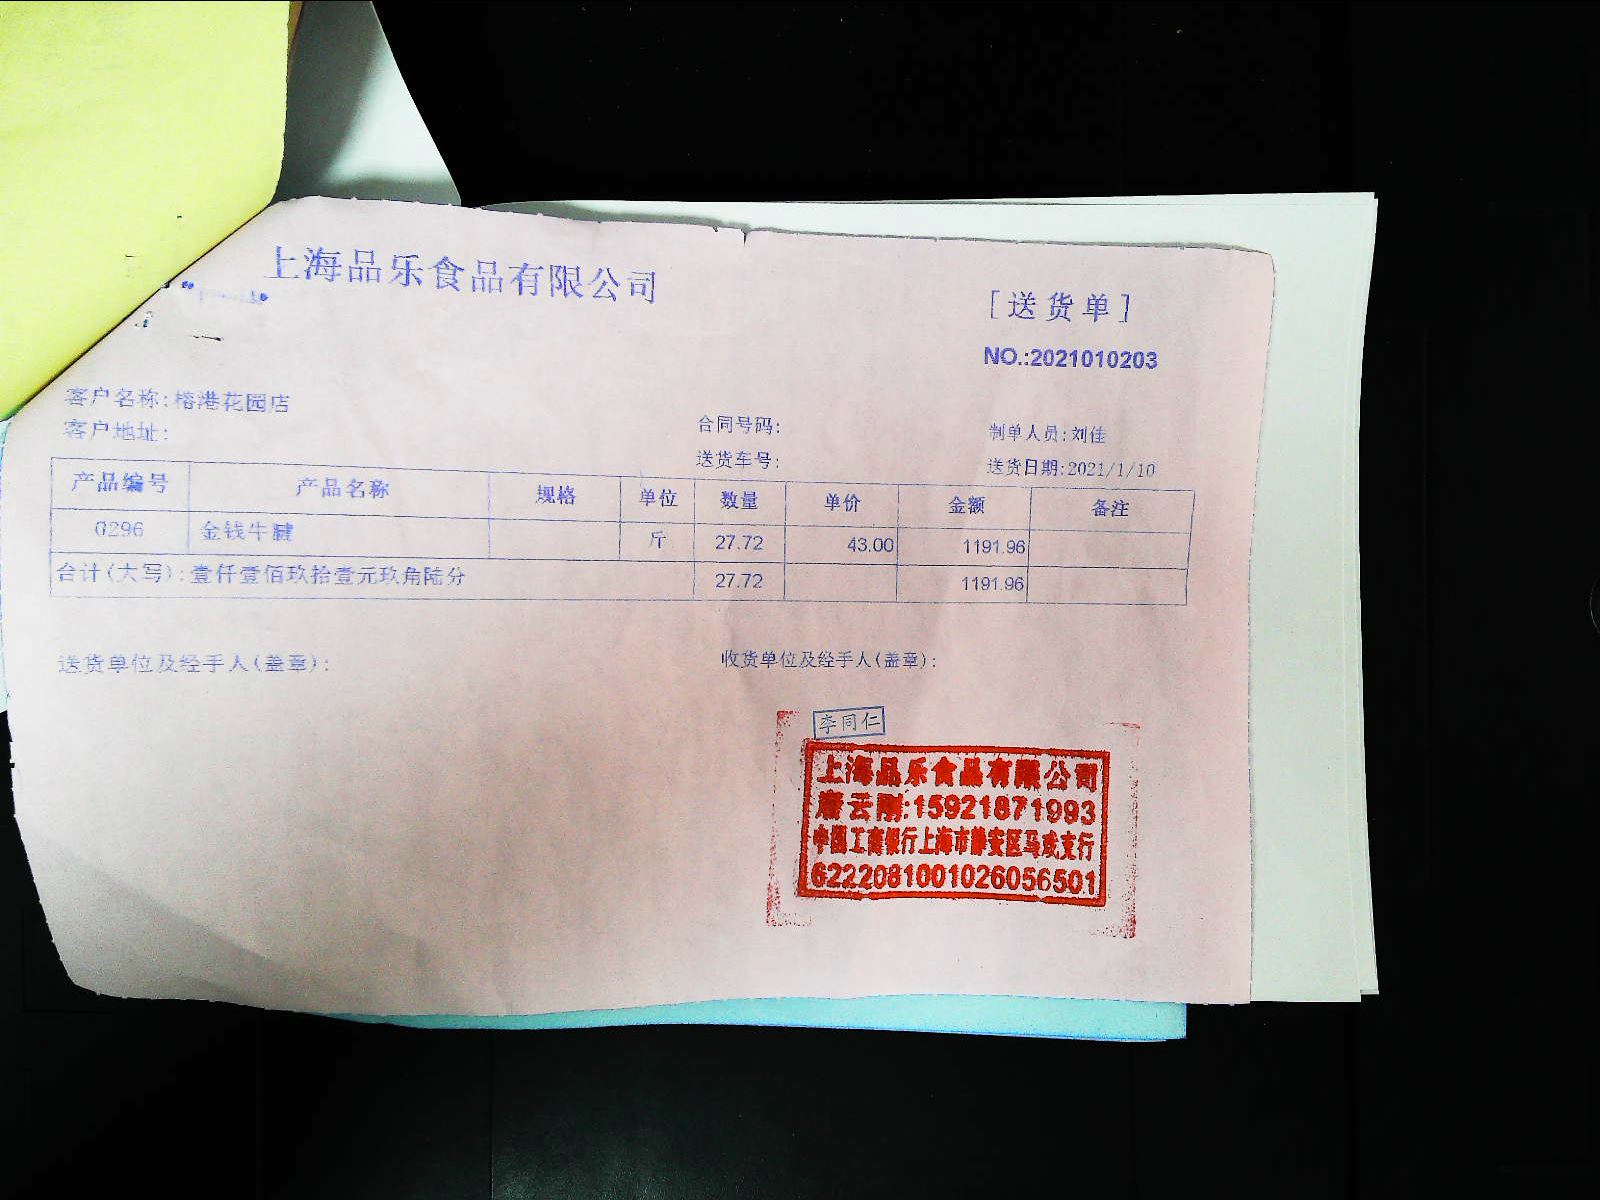 上海品乐食品有限公司
[送货单]
NO.:2021010203
客户名称:榕港花园店
客户地址:
合同号码:
制单人员:刘佳
送货车号:
送货日期:2021/1/10
产品编号 产品名称 规格 单位 数量 单价 金额 备注
0296 金钱牛腱 斤 27.72 43.00 1191.96
合计(大写):壹仟壹佰玖拾壹元玖角陆分 27.72 1191.96
送货单位及经手人(盖章):
收货单位及经手人(盖章):
李同仁
上海品乐食品有限公司
唐云刚:15921871993
中国工商银行上海市静安区马戏支行
6222081001026056501